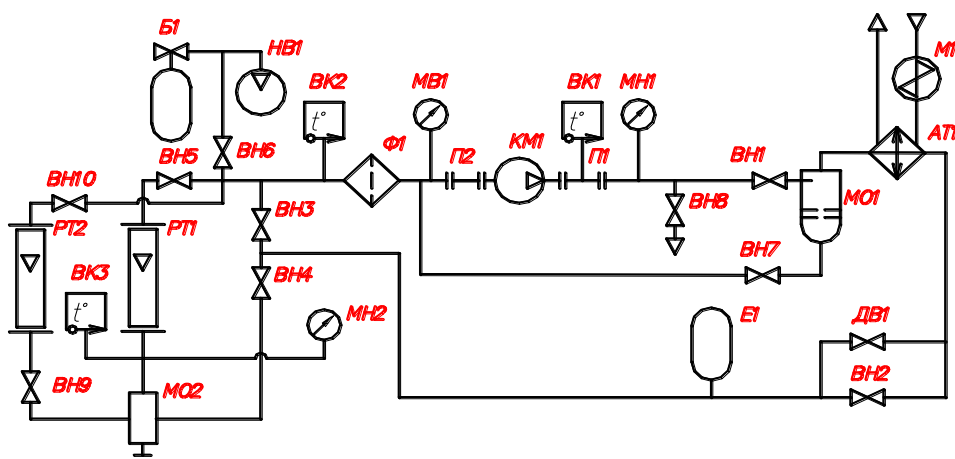 Б1
НВ1
ВК2
МВ1
ВК1
МН1
М1
t°
t°
Ф1
КМ1
АТ1
ВН5
ВН6
П2
П1
ВН1
ВН10
ВН3
ВН8
МО1
РТ2
РТ1
ВН7
ВК3
ВН4
t°
МН2
Е1
ДВ1
ВН9
МО2
ВН2